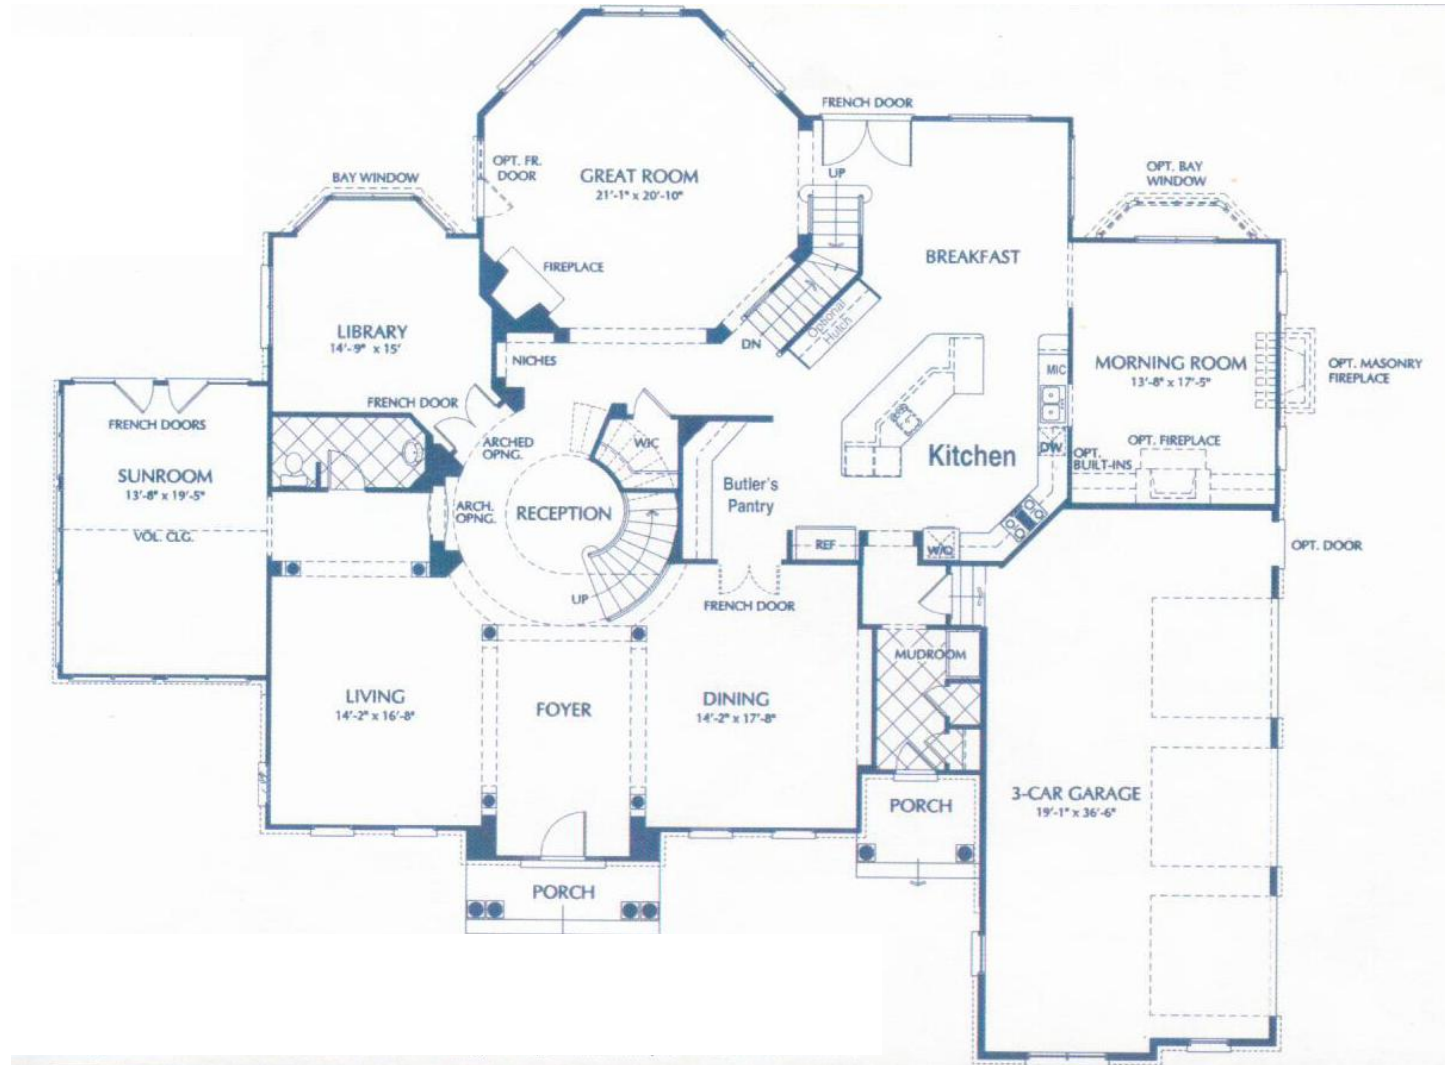 FRENCH DOOR
OPT. FR.
DOOR
GREAT ROOM
21'-1" x 20'-10"
UP
OPT. BAY
WINDOW
BAY WINDOW
BREAKFAST
FIREPLACE
Optional
Hutch
LIBRARY
14'-9" x 15'
DN
NICHES
MIC
MORNING ROOM
13'-8" x 17'-5"
OPT. MASONRY
FIREPLACE
FRENCH DOOR
FRENCH DOORS
ARCHED
OPNG.
WIC
DW
OPT. FIREPLACE
Kitchen
OPT.
BUILT-INS
SUNROOM
13'-8" x 19'-5"
Butler's
Pantry
ARCH.
OPNG.
RECEPTION
VOL. CLG.
REF
W/O
OPT. DOOR
UP
FRENCH DOOR
MUDROOM
LIVING
14'-2" x 16'-8"
FOYER
DINING
14'-2" x 17'-8"
3-CAR GARAGE
19'-1" x 36'-6"
PORCH
PORCH